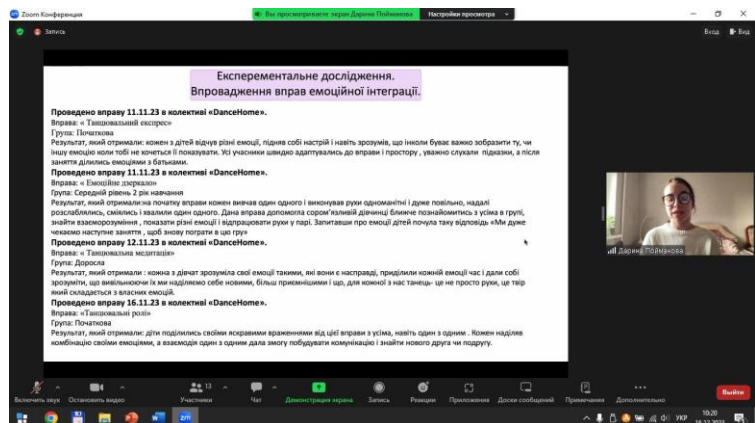 Zoom Конференция
Вы просматриваете экран Дарина Пойманова
Настройки просмотра
Запись
Вход
Вид
Експерементальне дослідження.
Впровадження вправ емоційної інтеграції.
Проведено вправу 11.11.23 в колективі «DanceHome».
Вправа: « Танцювальний експрес»
Група: Початкова
Результат, який отримали: кожен з дітей відчув різні емоції, підняв собі настрій і навіть зрозумів, що інколи буває важко зобразити ту, чи
іншу емоцію коли тобі не хочеться її показувати. Усі учасники швидко адаптувались до вправи і простору , уважно слухали підказки, а після
заняття ділились емоціями з батьками.
Проведено вправу 11.11.23 в колективі «DanceHome».
Вправа: « Емоційне дзеркало»
Група: Середній рівень 2 рік навчання
Результат, який отримали:на початку вправи кожен вивчав один одного і виконував рухи одноманітні і дуже повільно, надалі
розслаблялись, сміялись і хвалили один одного. Дана вправа допомогла сором'язливій дівчинці ближче познайомитись з усіма в групі,
знайти взаєморозуміння , показати різні емоції і відпрацювати рухи у парі. Запитавши про емоції дітей почула таку відповідь «Ми дуже
чекаємо наступне заняття , щоб знову пограти в цю гру»
Проведено вправу 12.11.23 в колективі «DanceHome».
Вправа: « Танцювальна медитація»
Група: Доросла
Результат, який отримали : кожна з дівчат зрозуміла свої емоції такими, які вони є насправді, приділили кожній емоції час і дали собі
зрозуміти, що вивільнюючи їх ми наділяємо себе новими, більш приємнішими і що, для кожної з нас танець- це не просто рухи, це твір
який складається з власних емоцій.
Проведено вправу 16.11.23 в колективі «DanceHome».
Вправа: «Танцювальні ролі»
Група: Початкова
Результат, який отримали: діти поділились своїми яскравими враженнями від цієї вправи з усіма, навіть один з одним . Кожен наділяв
комбінацію своїми емоціями, а взаємодія один з одним дала змогу побудувати комунікацію і знайти нового друга чи подругу.
Дарина Пойманова
Включить звук
Остановить видео
13
Участники
Чат
Демонстрация экрана
Запись
Реакции
Приложения
Доски сообщений
Примечания
Дополнительно
Выйти
УКР
10:20